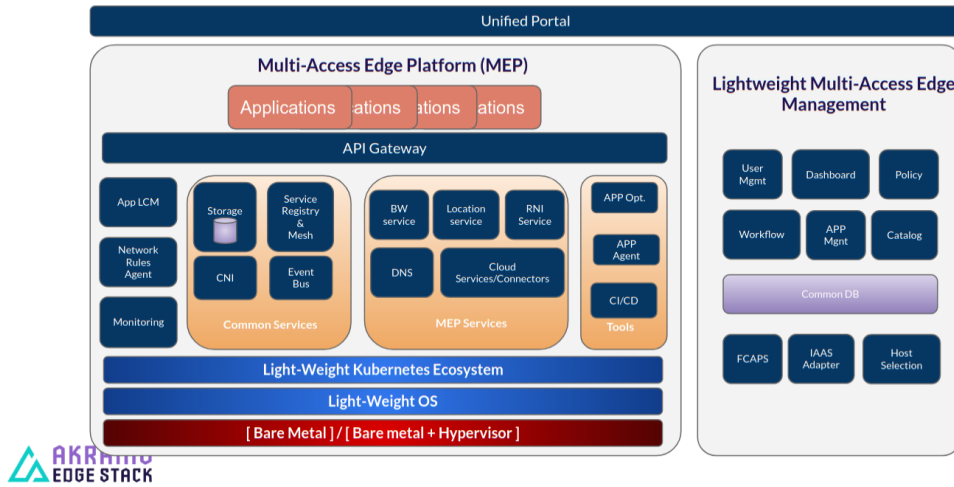 Unified Portal
Multi-Access Edge Platform (MEP)
Applications
ations
ations
ations
API Gateway
App LCM
Network
Rules
Agent
Monitoring
Storage
Service
Registry
&
Mesh
CNI
Event
Bus
Common Services
BW
service
Location
service
RNI
Service
DNS
Cloud
Services/Connectors
MEP Services
APP Opt.
APP
Agent
CI/CD
Tools
Light-Weight Kubernetes Ecosystem
Light-Weight OS
[ Bare Metal ] / [ Bare metal + Hypervisor ]
Lightweight Multi-Access Edge
Management
User
Mgmt
Dashboard
Policy
Workflow
APP
Mgnt
Catalog
Common DB
FCAPS
IAAS
Adapter
Host
Selection
EDGE STACK